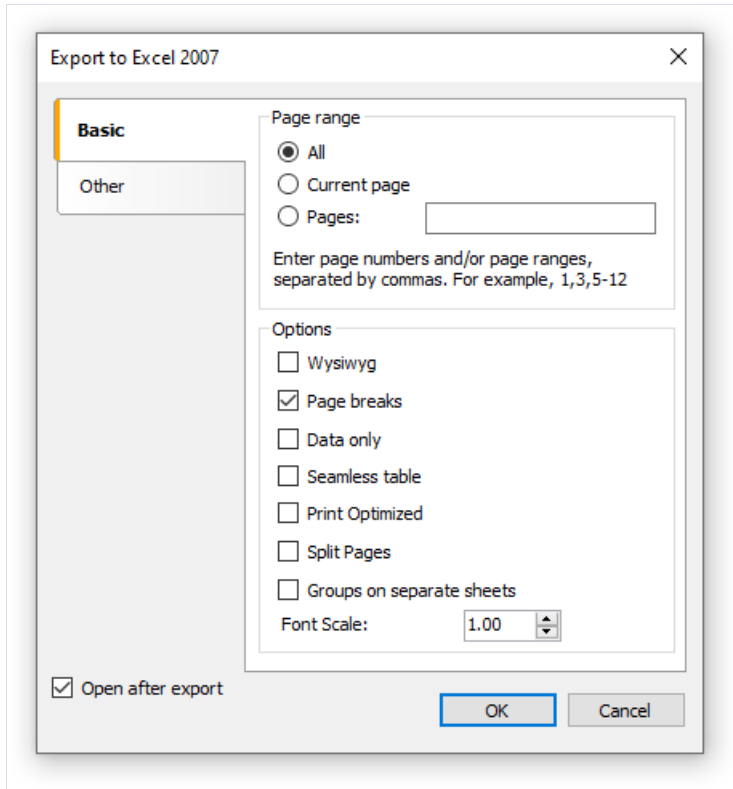 Export to Excel 2007
Basic
Other
Page range
All
Current page
Pages:
Enter page numbers and/or page ranges,
separated by commas. For example, 1,3,5-12
Options
Wysiwyg
Page breaks
Data only
Seamless table
Print Optimized
Split Pages
Groups on separate sheets
Font Scale: 1.00
Open after export
OK Cancel